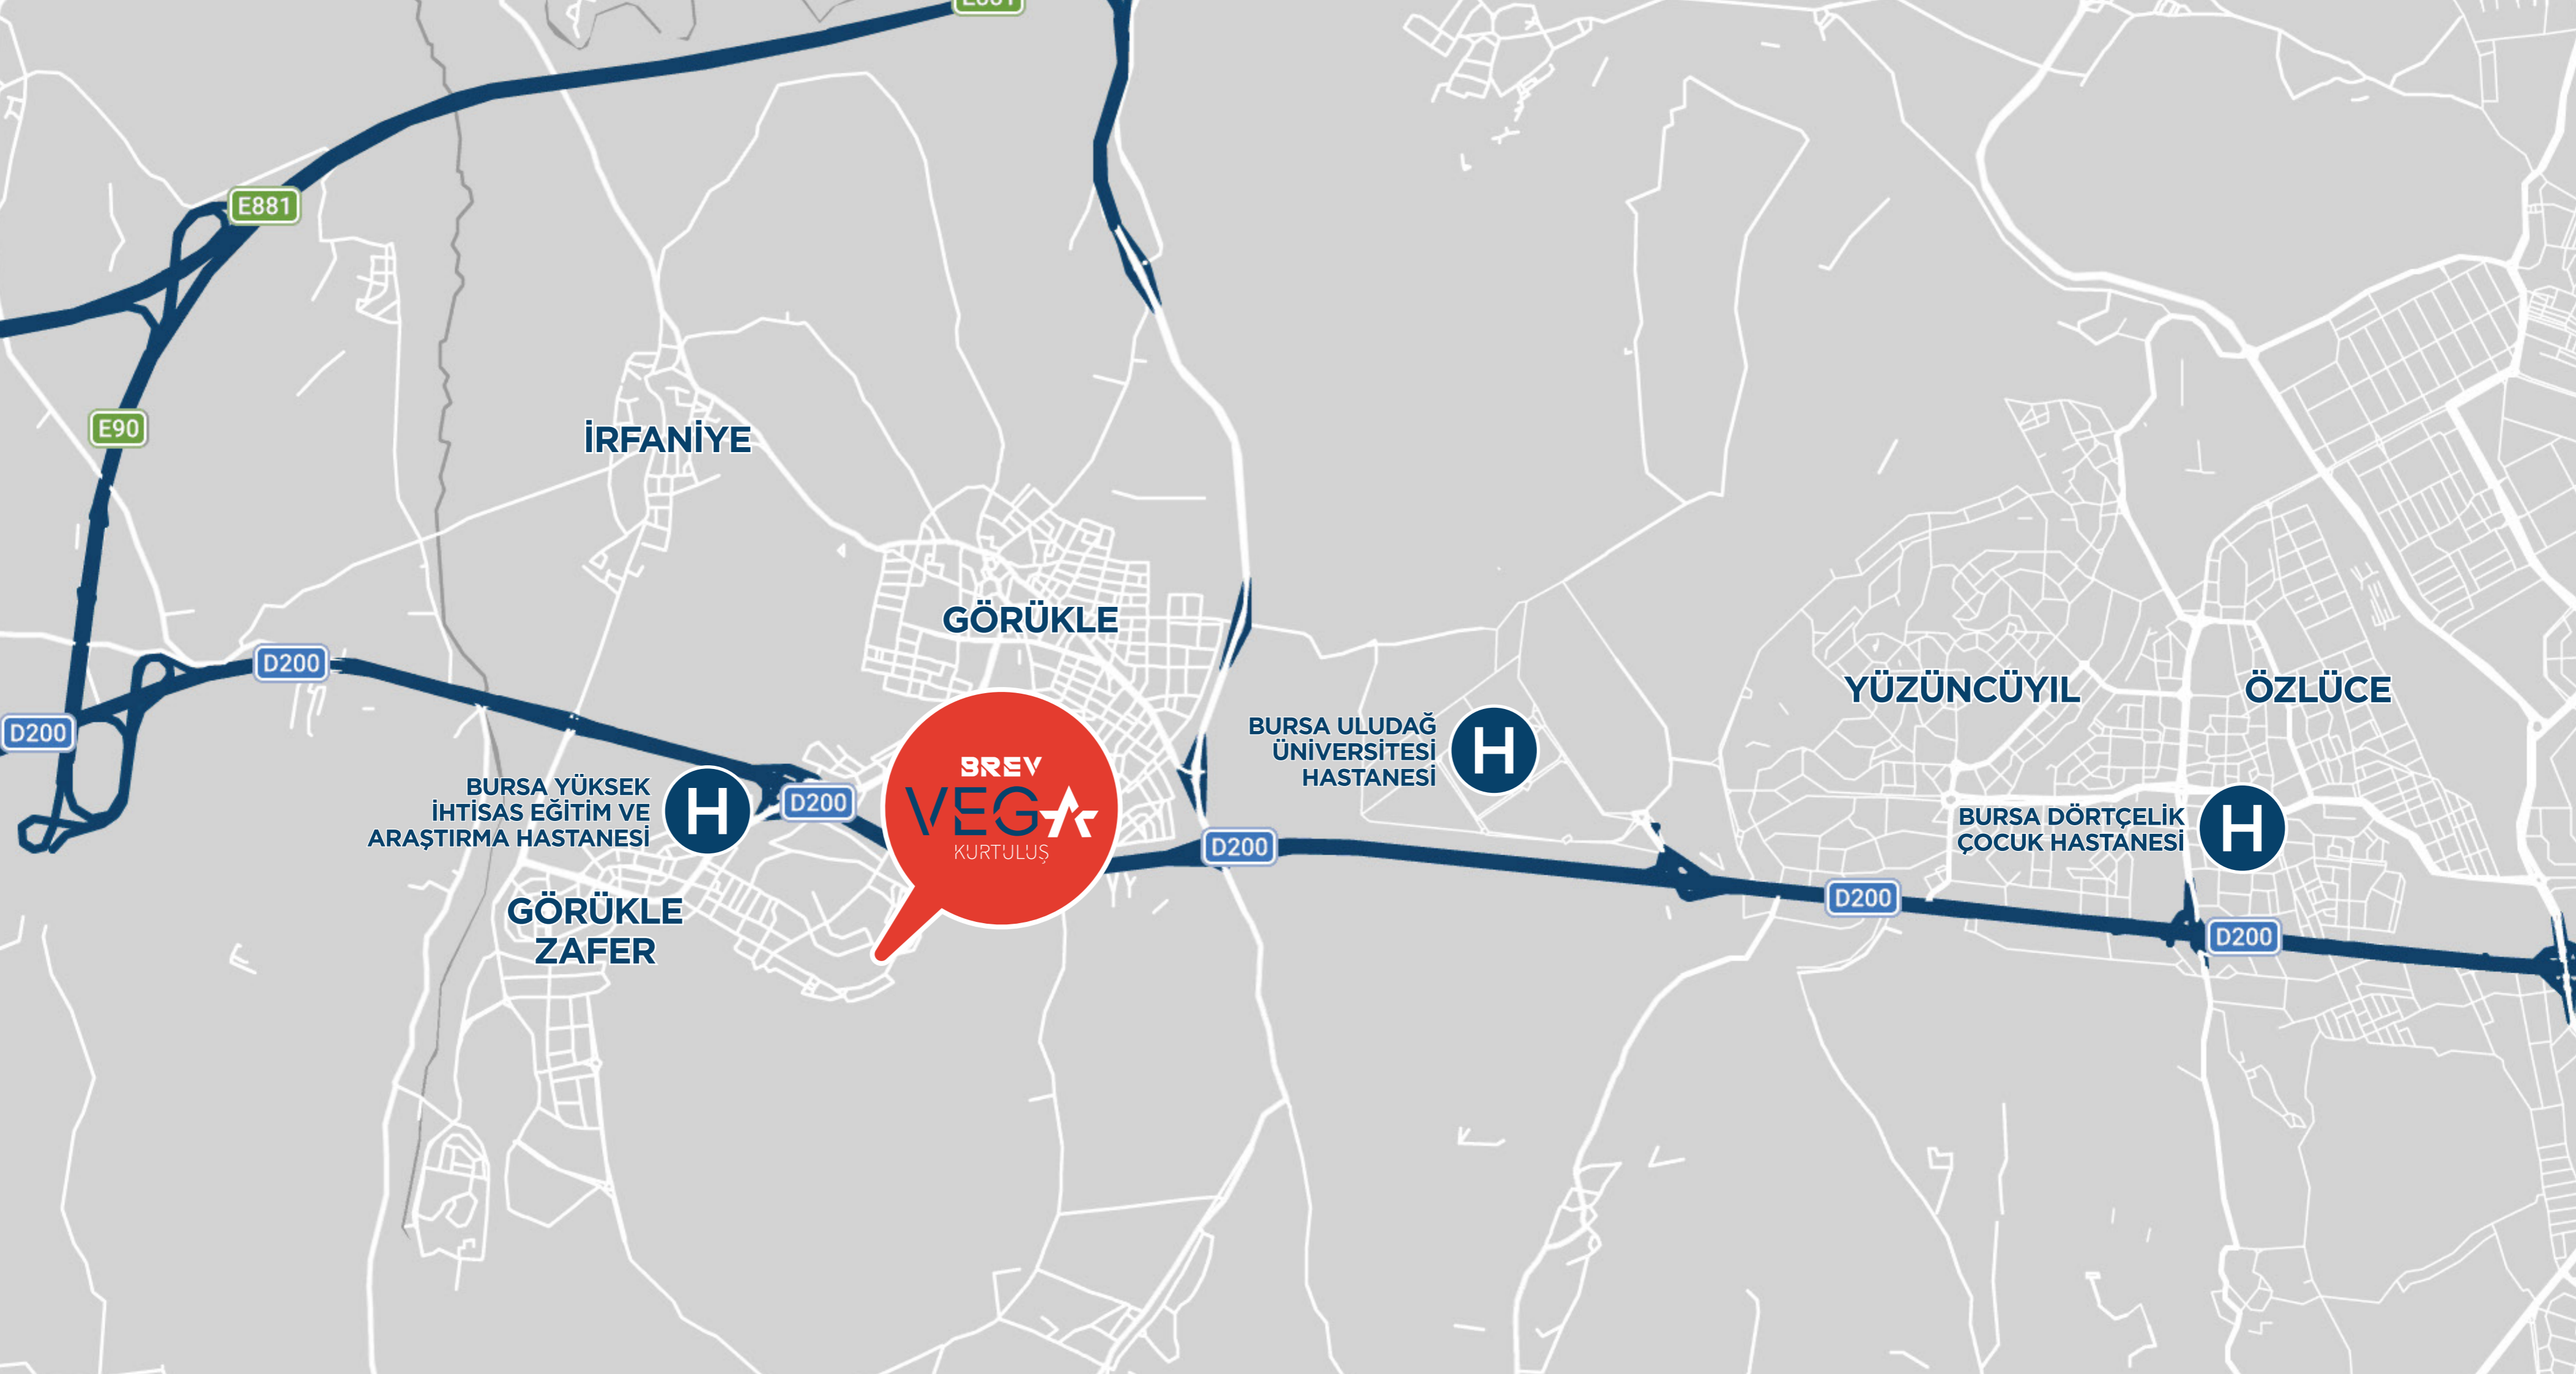 E881
E90
İRFANİYE
GÖRÜKLE
D200
D200
YÜZÜNCÜYIL
ÖZLÜCE
BURSA ULUDAĞ
ÜNİVERSİTESİ
HASTANESİ
H
BREV
VEGA
KURTULUŞ
BURSA YÜKSEK
İHTİSAS EĞİTİM VE
ARAŞTIRMA HASTANESİ
H
D200
BURSA DÖRTÇELİK
ÇOCUK HASTANESİ
H
D200
GÖRÜKLE
ZAFER
D200
D200